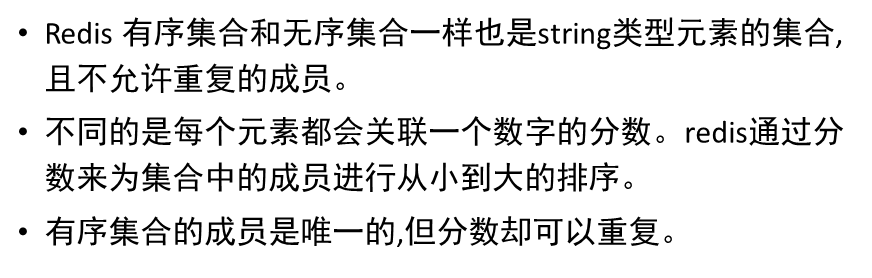 • Redis 有序集合和无序集合一样也是string类型元素的集合,
且不允许重复的成员。
• 不同的是每个元素都会关联一个数字的分数。redis通过分
数来为集合中的成员进行从小到大的排序。
• 有序集合的成员是唯一的,但分数却可以重复。